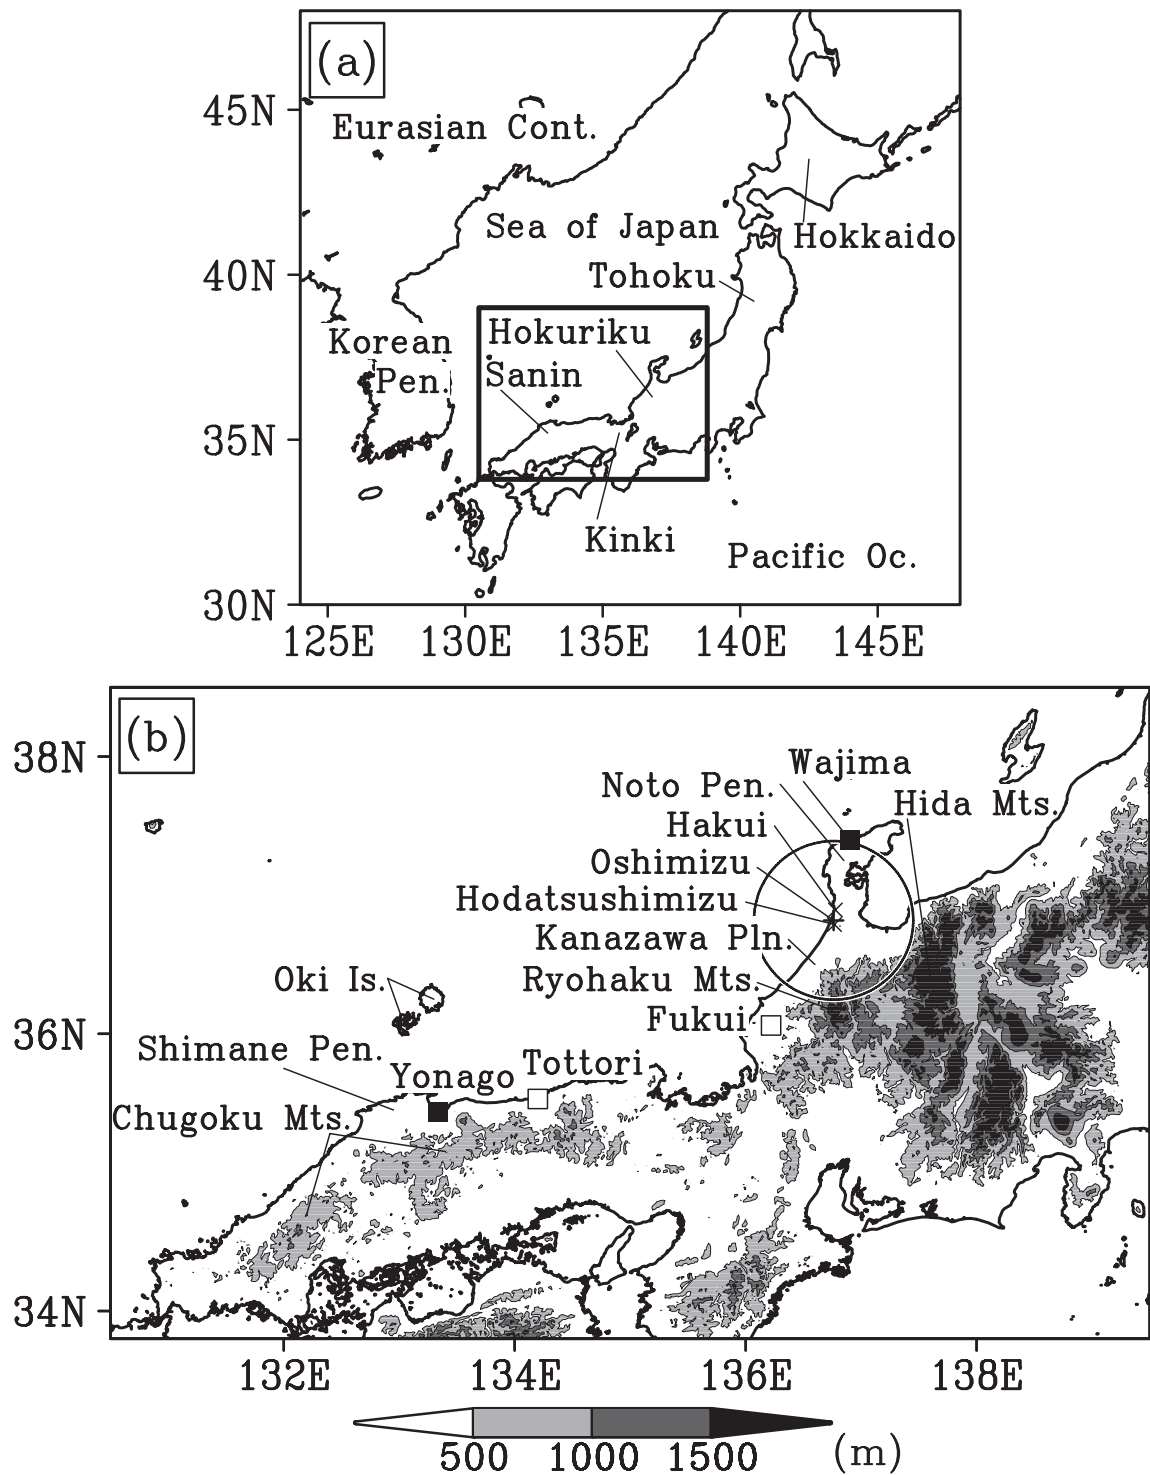 (a)
45N
Eurasian Cont.
Sea of Japan
Hokkaido
40N
Tohoku
Hokuriku
Korean
Pen.
Sanin
35N
Kinki
Pacific Oc.
30N
125E 130E 135E 140E 145E
(b)
38N
Wajima
Noto Pen.
Hida Mts.
Hakui
Oshimizu
Hodatsushimizu
Kanazawa Pln.
Oki Is.
Ryohaku Mts.
36N
Fukui
Shimane Pen.
Tottori
Yonago
Chugoku Mts.
34N
132E 134E 136E 138E
500 1000 1500 (m)